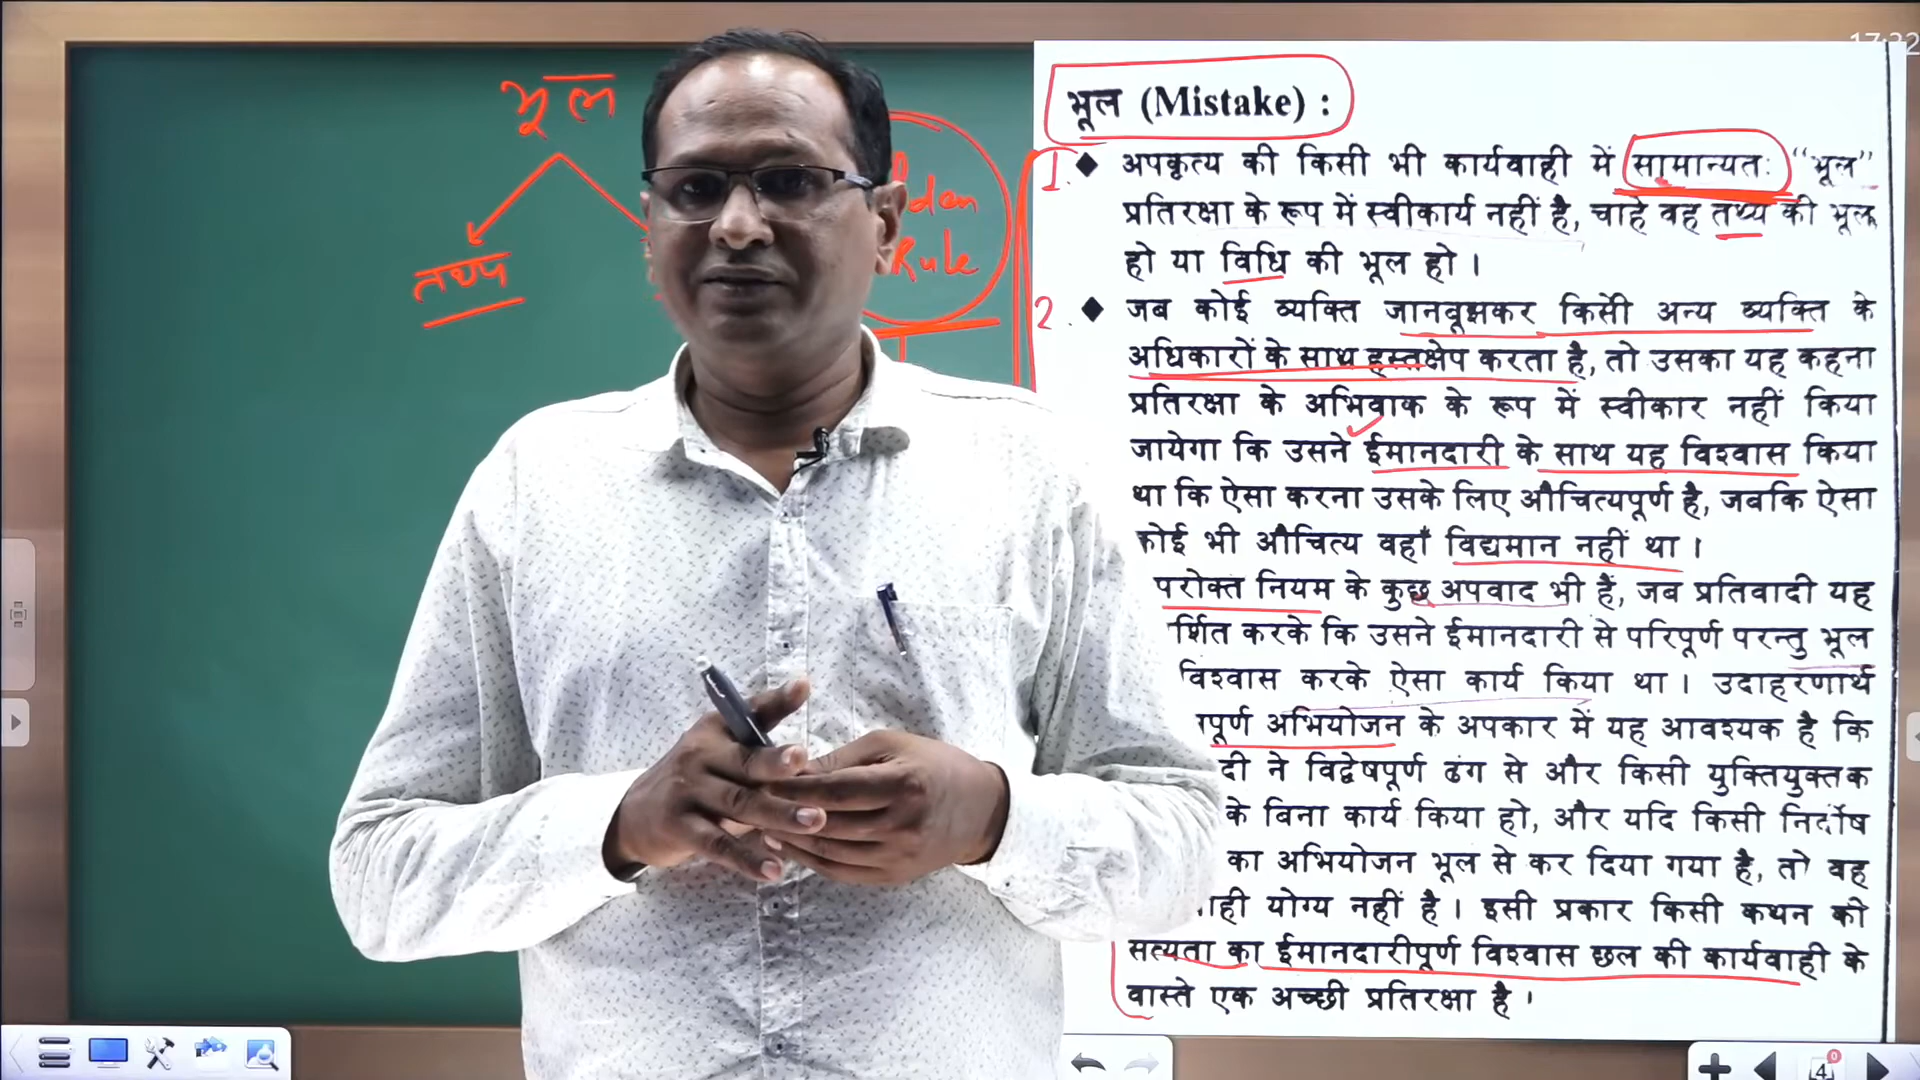 भूल
तथ्य
Rule
भूल (Mistake) :
1. ◆ अपकृत्य की किसी भी कार्यवाही में सामान्यतः “भूल”
प्रतिरक्षा के रूप में स्वीकार्य नहीं है, चाहे वह तथ्य की भूल
हो या विधि की भूल हो।
2. ◆ जब कोई व्यक्ति जानबूझकर किसी अन्य व्यक्ति के
अधिकारों के साथ हस्तक्षेप करता है, तो उसका यह कहना
प्रतिरक्षा के अभिवाक के रूप में स्वीकार नहीं किया
जायेगा कि उसने ईमानदारी के साथ यह विश्वास किया
था कि ऐसा करना उसके लिए औचित्यपूर्ण है, जबकि ऐसा
कोई भी औचित्य वहाँ विद्यमान नहीं था।
परोक्त नियम के कुछ अपवाद भी हैं, जब प्रतिवादी यह
र्शित करके कि उसने ईमानदारी से परिपूर्ण परन्तु भूल
विश्वास करके ऐसा कार्य किया था। उदाहरणार्थ
पूर्ण अभियोजन के अपकार में यह आवश्यक है कि
दी ने विद्वेषपूर्ण ढंग से और किसी युक्तियुक्तक
के बिना कार्य किया हो, और यदि किसी निर्दोष
का अभियोजन भूल से कर दिया गया है, तो वह
ाही योग्य नहीं है। इसी प्रकार किसी कथन की
सत्यता का ईमानदारीपूर्ण विश्वास छल की कार्यवाही के
वास्ते एक अच्छी प्रतिरक्षा है।
4
0